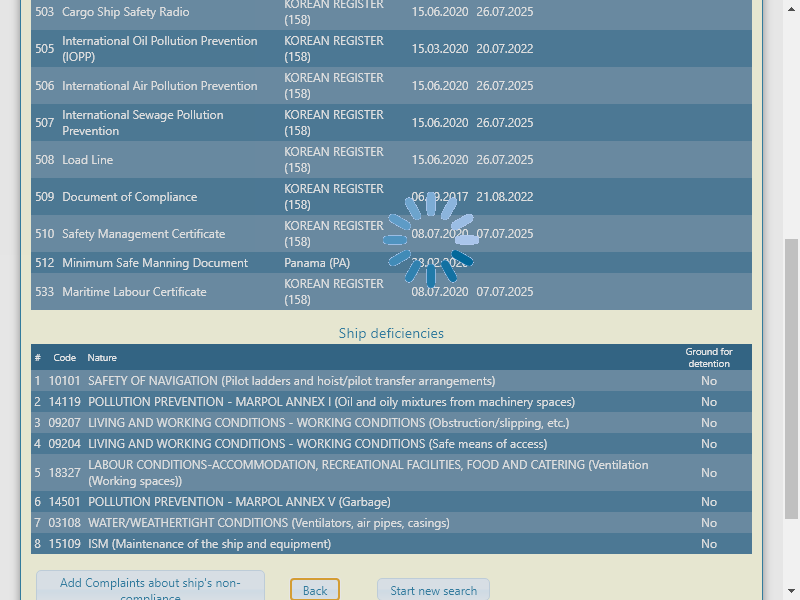 503 Cargo Ship Safety Radio KOREAN REGISTER (158) 15.06.2020 26.07.2025
505 International Oil Pollution Prevention (IOPP) KOREAN REGISTER (158) 15.03.2020 20.07.2022
506 International Air Pollution Prevention KOREAN REGISTER (158) 15.06.2020 26.07.2025
507 International Sewage Pollution Prevention KOREAN REGISTER (158) 15.06.2020 26.07.2025
508 Load Line KOREAN REGISTER (158) 15.06.2020 26.07.2025
509 Document of Compliance KOREAN REGISTER (158) 21.08.2022
510 Safety Management Certificate KOREAN REGISTER (158) 08.07.2020 07.07.2025
512 Minimum Safe Manning Document Panama (PA)
533 Maritime Labour Certificate KOREAN REGISTER (158) 08.07.2020 07.07.2025
Ship deficiencies
# Code Nature Ground for detention
1 10101 SAFETY OF NAVIGATION (Pilot ladders and hoist/pilot transfer arrangements) No
2 14119 POLLUTION PREVENTION - MARPOL ANNEX I (Oil and oily mixtures from machinery spaces) No
3 09207 LIVING AND WORKING CONDITIONS - WORKING CONDITIONS (Obstruction/slipping, etc.) No
4 09204 LIVING AND WORKING CONDITIONS - WORKING CONDITIONS (Safe means of access) No
5 18327 LABOUR CONDITIONS-ACCOMMODATION, RECREATIONAL FACILITIES, FOOD AND CATERING (Ventilation (Working spaces)) No
6 14501 POLLUTION PREVENTION - MARPOL ANNEX V (Garbage) No
7 03108 WATER/WEATHERTIGHT CONDITIONS (Ventilators, air pipes, casings) No
8 15109 ISM (Maintenance of the ship and equipment) No
Add Complaints about ship's non-compliance
Back
Start new search